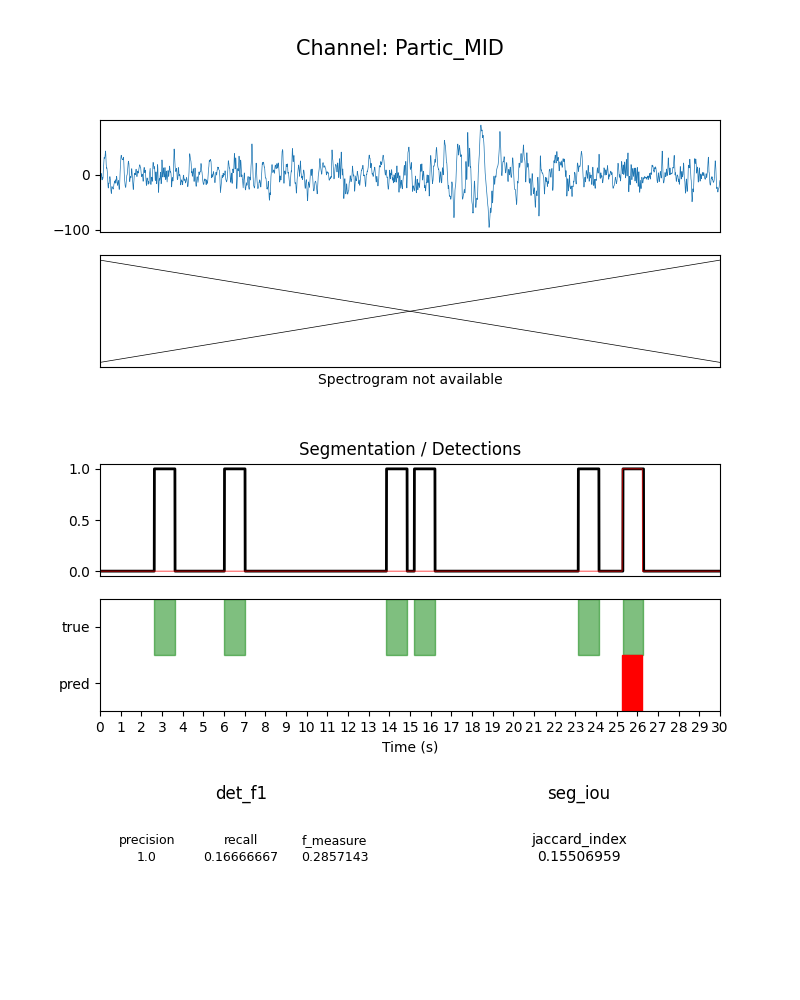 Channel: Partic_MID
0
−100
Spectrogram not available
Segmentation / Detections
1.0
0.5
0.0
true
pred
0 1 2 3 4 5 6 7 8 9 10 11 12 13 14 15 16 17 18 19 20 21 22 23 24 25 26 27 28 29 30
Time (s)
det_f1 seg_iou
precision recall f_measure jaccard_index
1.0 0.16666667 0.2857143 0.15506959